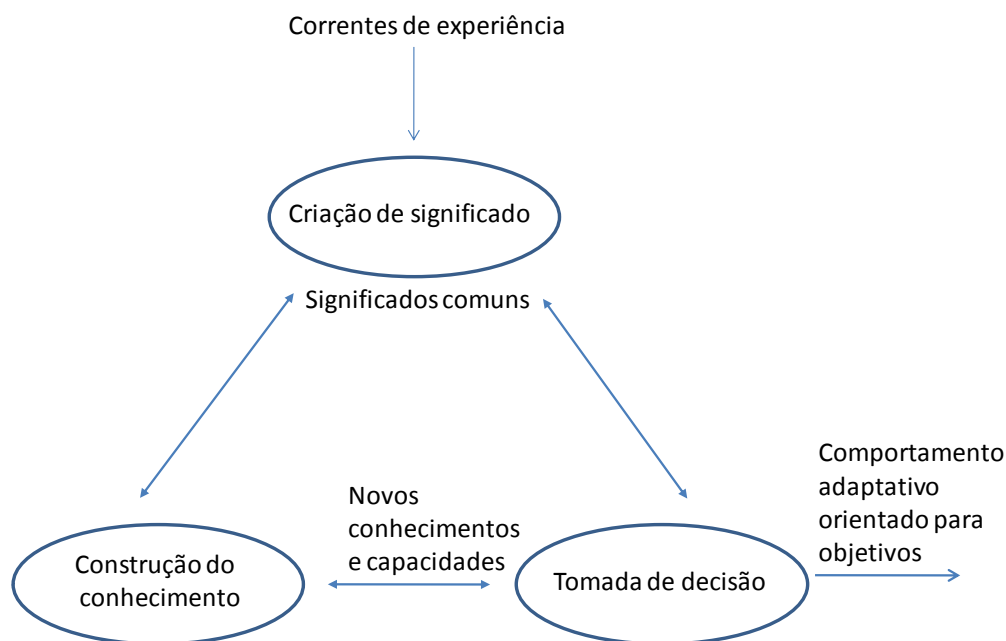 Correntes de experiência
Criação de significado
Significados comuns
Comportamento
adaptativo
orientado para
objetivos
Novos
conhecimentos
e capacidades
Construção do
conhecimento
Tomada de decisão